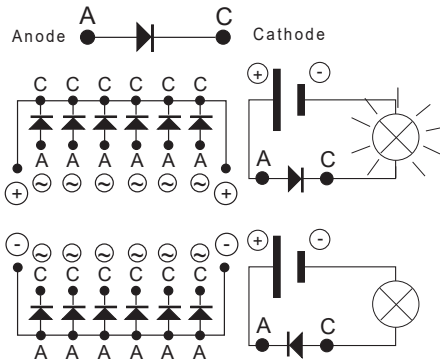 Anode A C Cathode
C C C C C C
A A A A A A
+ ~ ~ ~ ~ ~ ~ +
+ -
A C
- ~ ~ ~ ~ ~ ~ -
C C C C C C
A A A A A A
+ -
A C